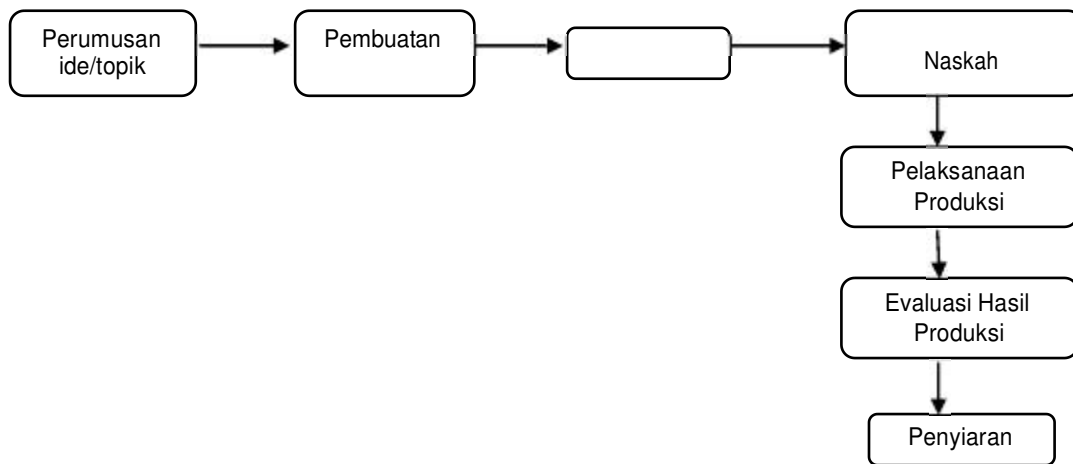 Perumusan
ide/topik
Pembuatan
Naskah
Pelaksanaan
Produksi
Evaluasi Hasil
Produksi
Penyiaran